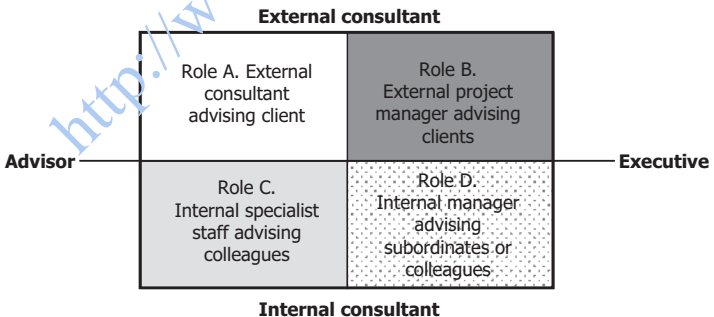 External consultant
Role A. External
consultant
advising client
Role B.
External project
manager advising
clients
Advisor
Executive
Role C.
Internal specialist
staff advising
colleagues
Role D.
Internal manager
advising
subordinates or
colleagues
Internal consultant
http://w